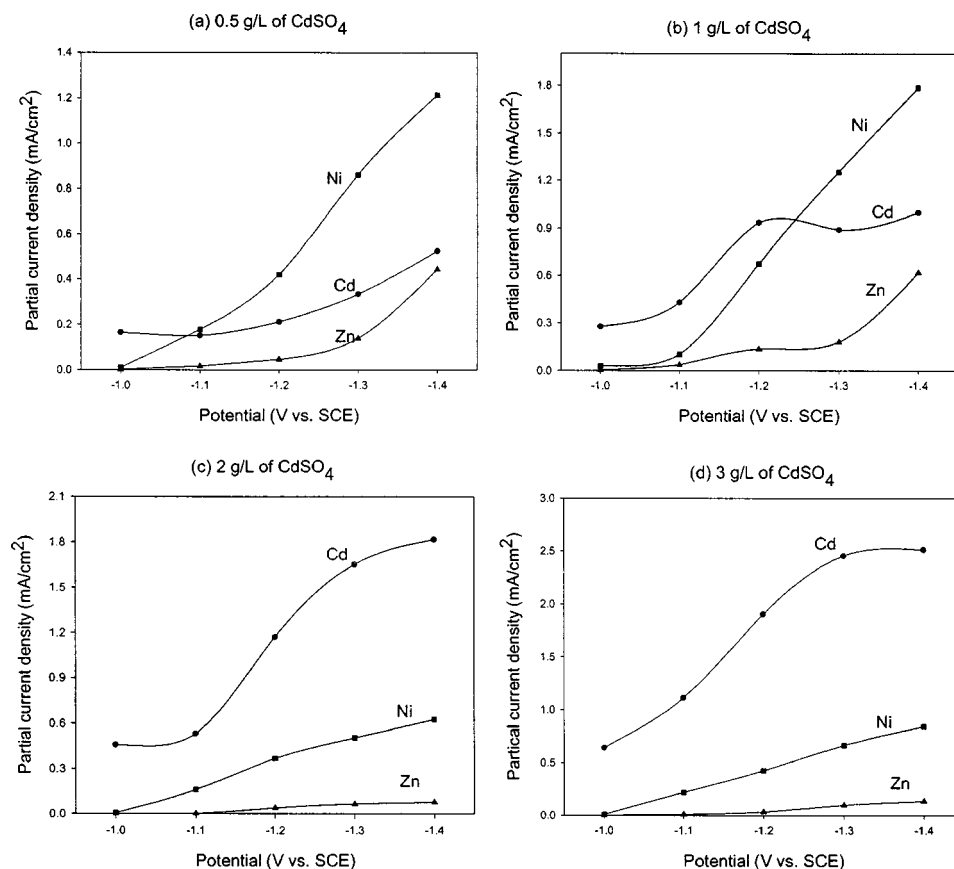 (a) 0.5 g/L of CdSO4
Partial current density (mA/cm2)
1.4
1.2
1.0
0.8
0.6
0.4
0.2
0.0
Ni
Cd
Zn
-1.0 -1.1 -1.2 -1.3 -1.4
Potential (V vs. SCE)
(b) 1 g/L of CdSO4
Partial current density (mA/cm2)
1.8
1.5
1.2
0.9
0.6
0.3
0.0
Ni
Cd
Zn
-1.0 -1.1 -1.2 -1.3 -1.4
Potential (V vs. SCE)
(c) 2 g/L of CdSO4
Partial current density (mA/cm2)
2.1
1.8
1.5
1.2
0.9
0.6
0.3
0.0
Cd
Ni
Zn
-1.0 -1.1 -1.2 -1.3 -1.4
Potential (V vs. SCE)
(d) 3 g/L of CdSO4
Partical current density (mA/cm2)
3.0
2.5
2.0
1.5
1.0
0.5
0.0
Cd
Ni
Zn
-1.0 -1.1 -1.2 -1.3 -1.4
Potential (V vs. SCE)